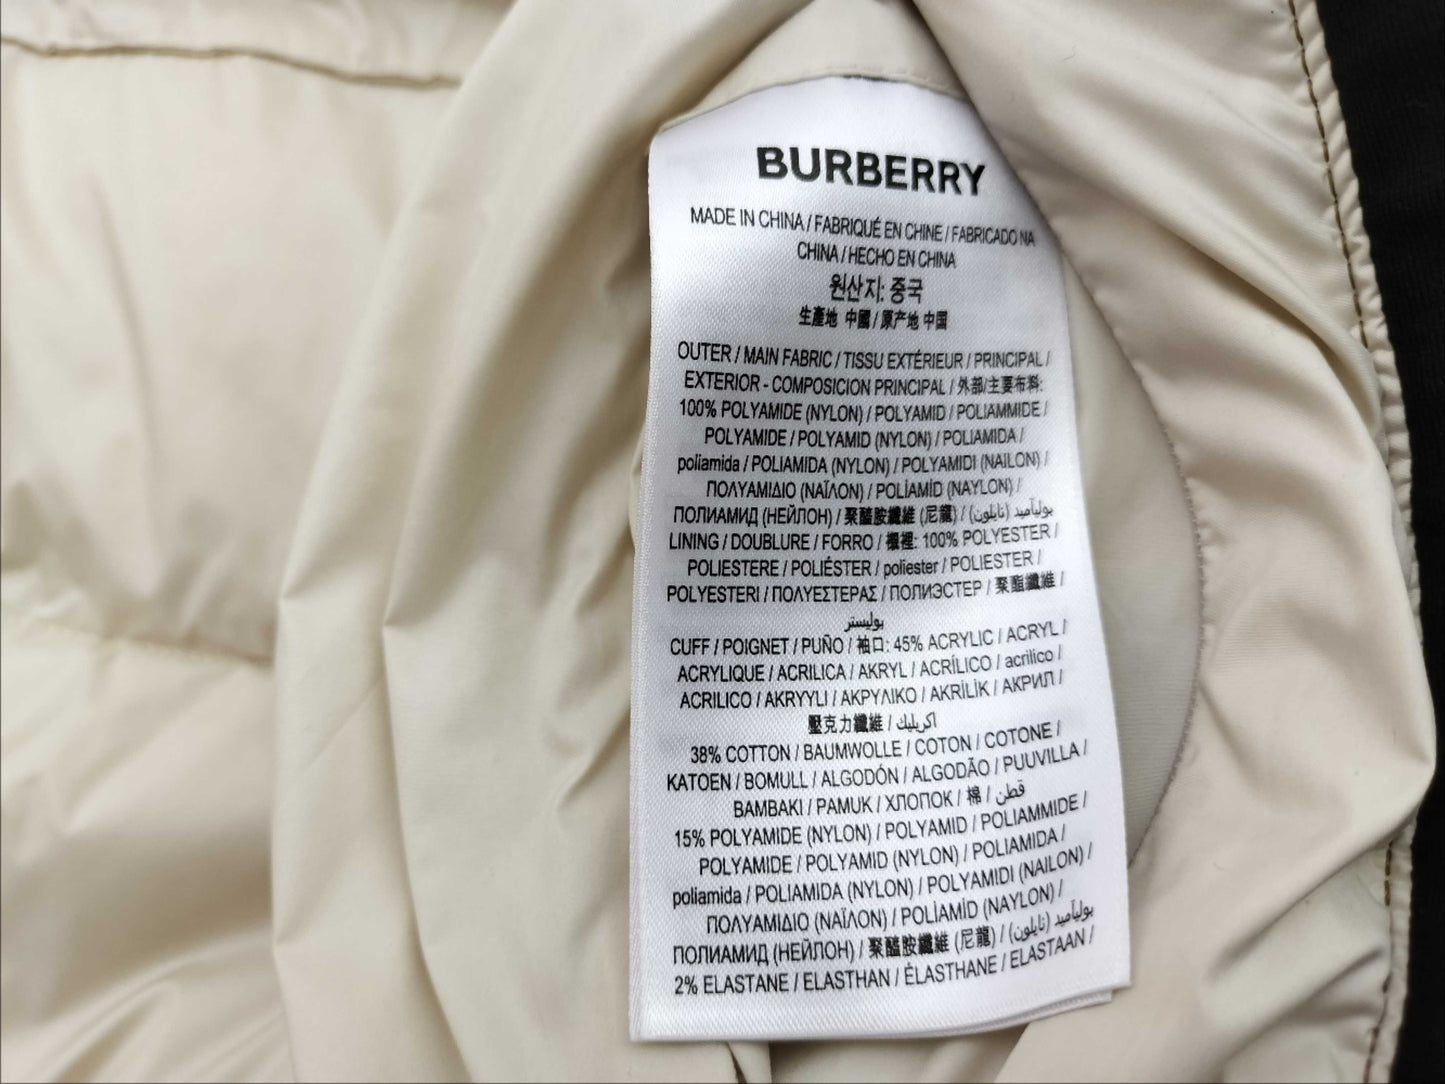 BURBERRY
MADE IN CHINA / FABRIQUÉ EN CHINE / FABRICADO NA
CHINA / HECHO EN CHINA
원산지: 중국
生產地 中國 / 原产地 中国
OUTER / MAIN FABRIC / TISSU EXTÉRIEUR / PRINCIPAL /
EXTERIOR - COMPOSICION PRINCIPAL / 外部/主要布料:
100% POLYAMIDE (NYLON) / POLYAMID / POLIAMMIDE /
POLYAMIDE / POLYAMID (NYLON) / POLIAMIDA /
poliamida / POLIAMIDA (NYLON) / POLYAMIDI (NAILON) /
ΠΟΛΥΑΜΙΔΙΟ (ΝΑΪΛΟΝ) / POLİAMİD (NAYLON) /
ПОЛИАМИД (НЕЙЛОН) / 聚醯胺纖維 (尼龍) / بوليآميد (نايلون)
LINING / DOUBLURE / FORRO / 襯裡: 100% POLYESTER /
POLIESTERE / POLIÉSTER / poliester / POLIESTER /
POLYESTERI / ΠΟΛΥΕΣΤΕΡΑΣ / ПОЛИЭСТЕР / 聚酯纖維 /
بوليستر
CUFF / POIGNET / PUÑO / 袖口: 45% ACRYLIC / ACRYL /
ACRYLIQUE / ACRILICA / AKRYL / ACRÍLICO / acrilico /
ACRILICO / AKRYYLI / ΑΚΡΥΛΙΚΟ / AKRİLİK / АКРИЛ /
壓克力纖維 / اكريليك
38% COTTON / BAUMWOLLE / COTON / COTONE /
KATOEN / BOMULL / ALGODÓN / ALGODÃO / PUUVILLA /
BAMBAKI / PAMUK / ХЛОПОК / 棉 / قطن
15% POLYAMIDE (NYLON) / POLYAMID / POLIAMMIDE /
POLYAMIDE / POLYAMID (NYLON) / POLIAMIDA /
poliamida / POLIAMIDA (NYLON) / POLYAMIDI (NAILON) /
ΠΟΛΥΑΜΙΔΙΟ (ΝΑΪΛΟΝ) / POLİAMİD (NAYLON) /
ПОЛИАМИД (НЕЙЛОН) / 聚醯胺纖維 (尼龍) / بوليآميد (نايلون)
2% ELASTANE / ELASTHAN / ÉLASTHANE / ELASTAAN /